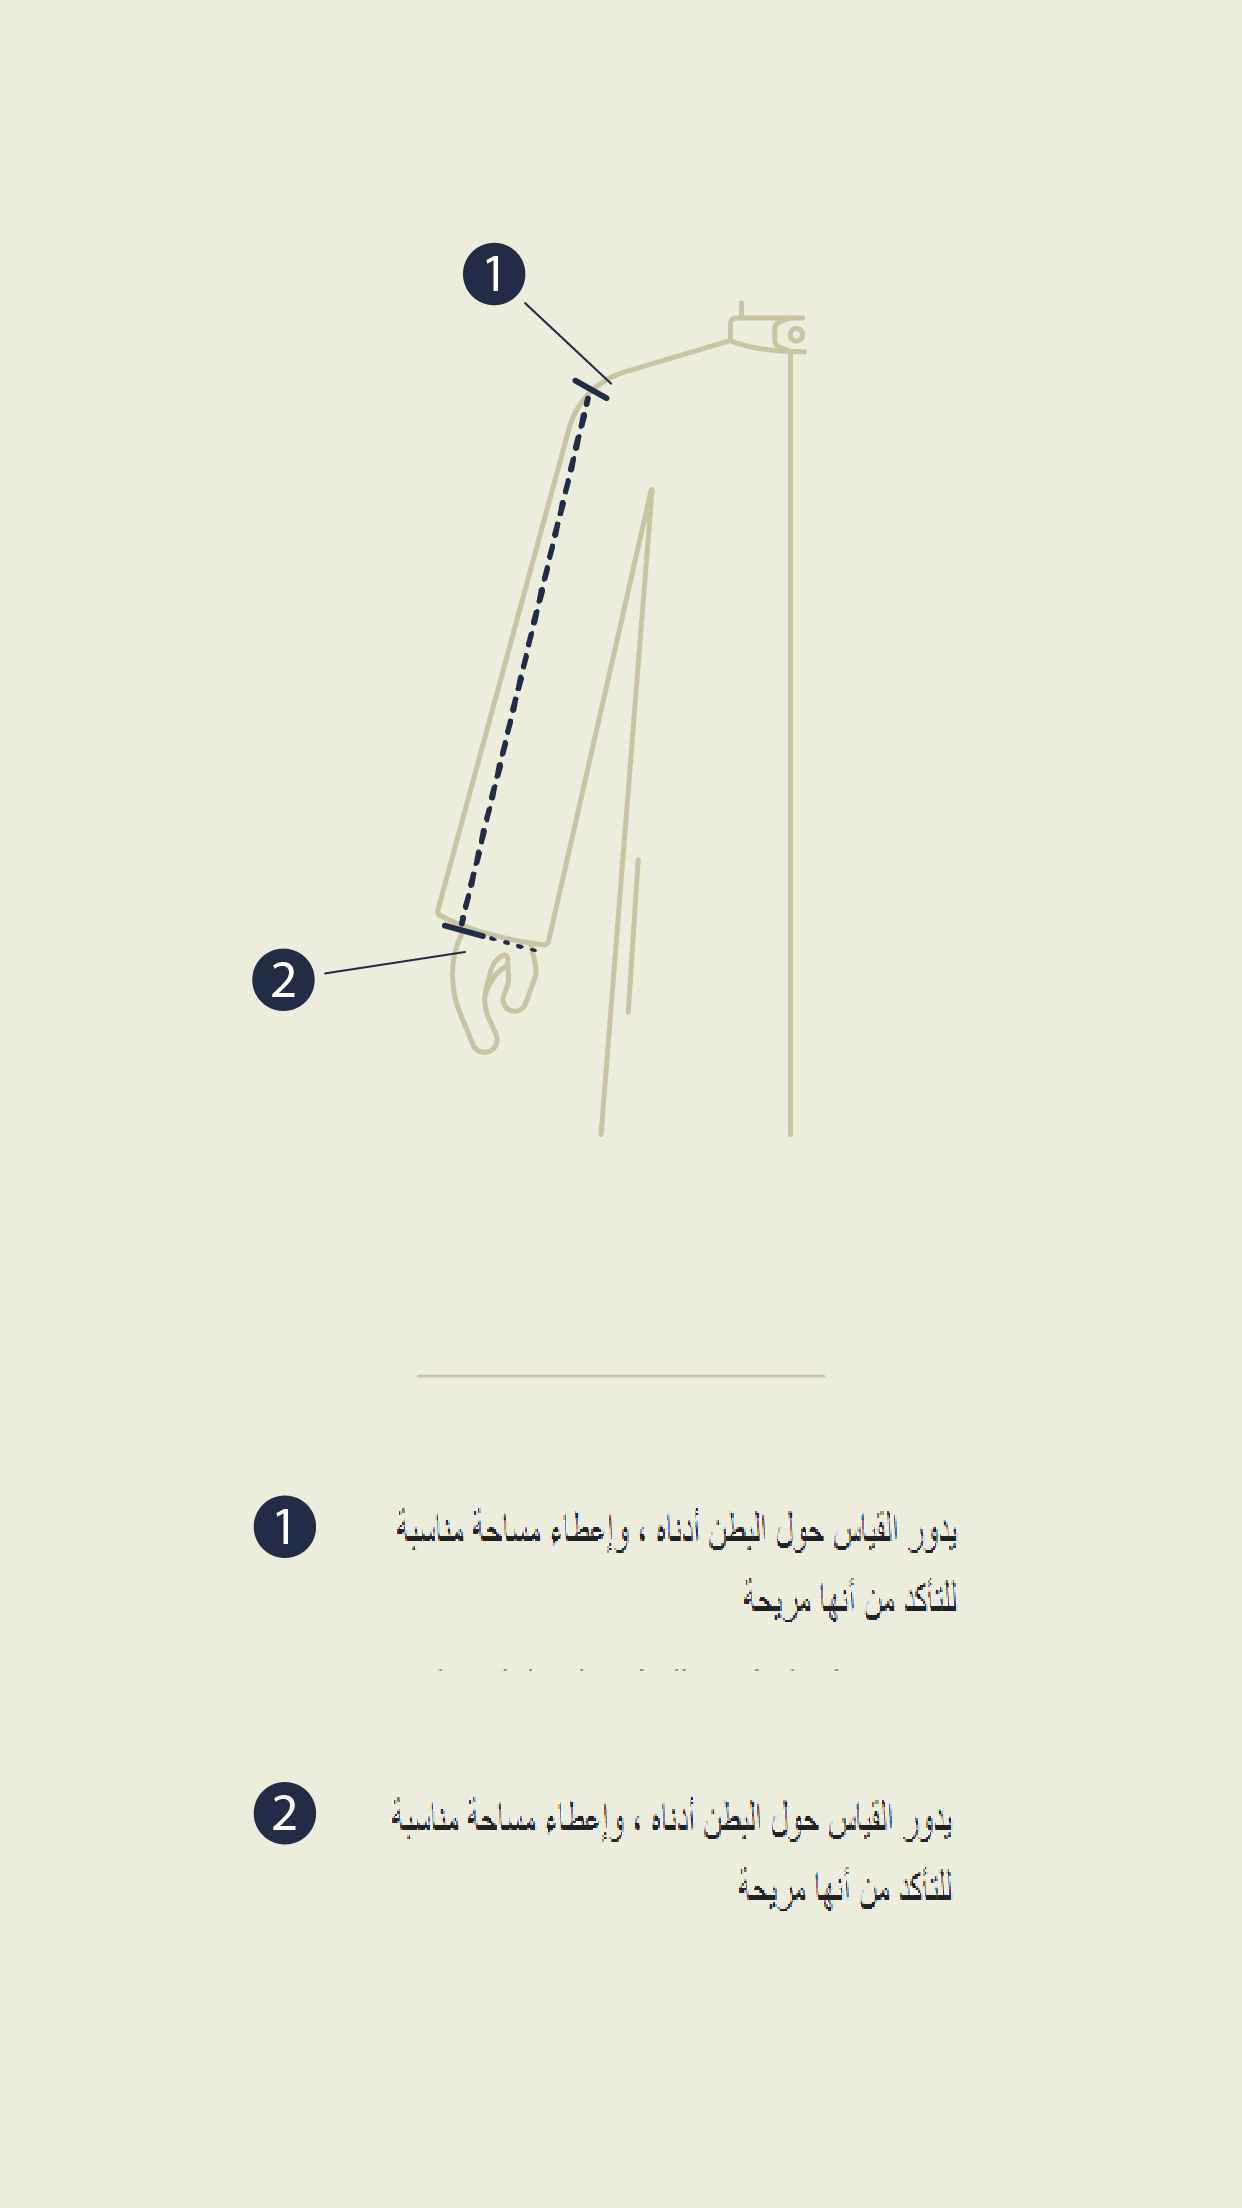 1
2
1
يدور القياس حول البطن أدناه ، وإعطاء مساحة مناسبة
للتأكد من أنها مريحة
2
يدور القياس حول البطن أدناه ، وإعطاء مساحة مناسبة
للتأكد من أنها مريحة